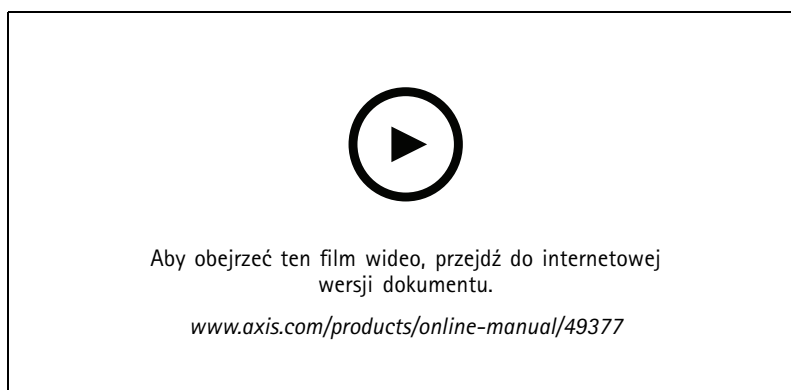 Aby obejrzeć ten film wideo, przejdź do internetowej
wersji dokumentu.
www.axis.com/products/online-manual/49377